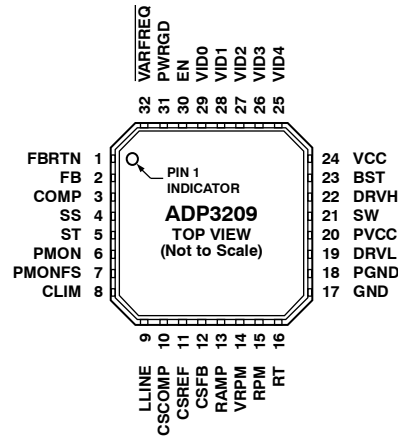 VARFREQ
PWRGD
EN
VID0
VID1
VID2
VID3
VID4
32
31
30
29
28
27
26
25
FBRTN 1
FB 2
COMP 3
SS 4
ST 5
PMON 6
PMONFS 7
CLIM 8
PIN 1
INDICATOR
ADP3209
TOP VIEW
(Not to Scale)
24 VCC
23 BST
22 DRVH
21 SW
20 PVCC
19 DRVL
18 PGND
17 GND
9
10
11
12
13
14
15
16
LLINE
CSCOMP
CSREF
CSFB
RAMP
VRPM
RPM
RT